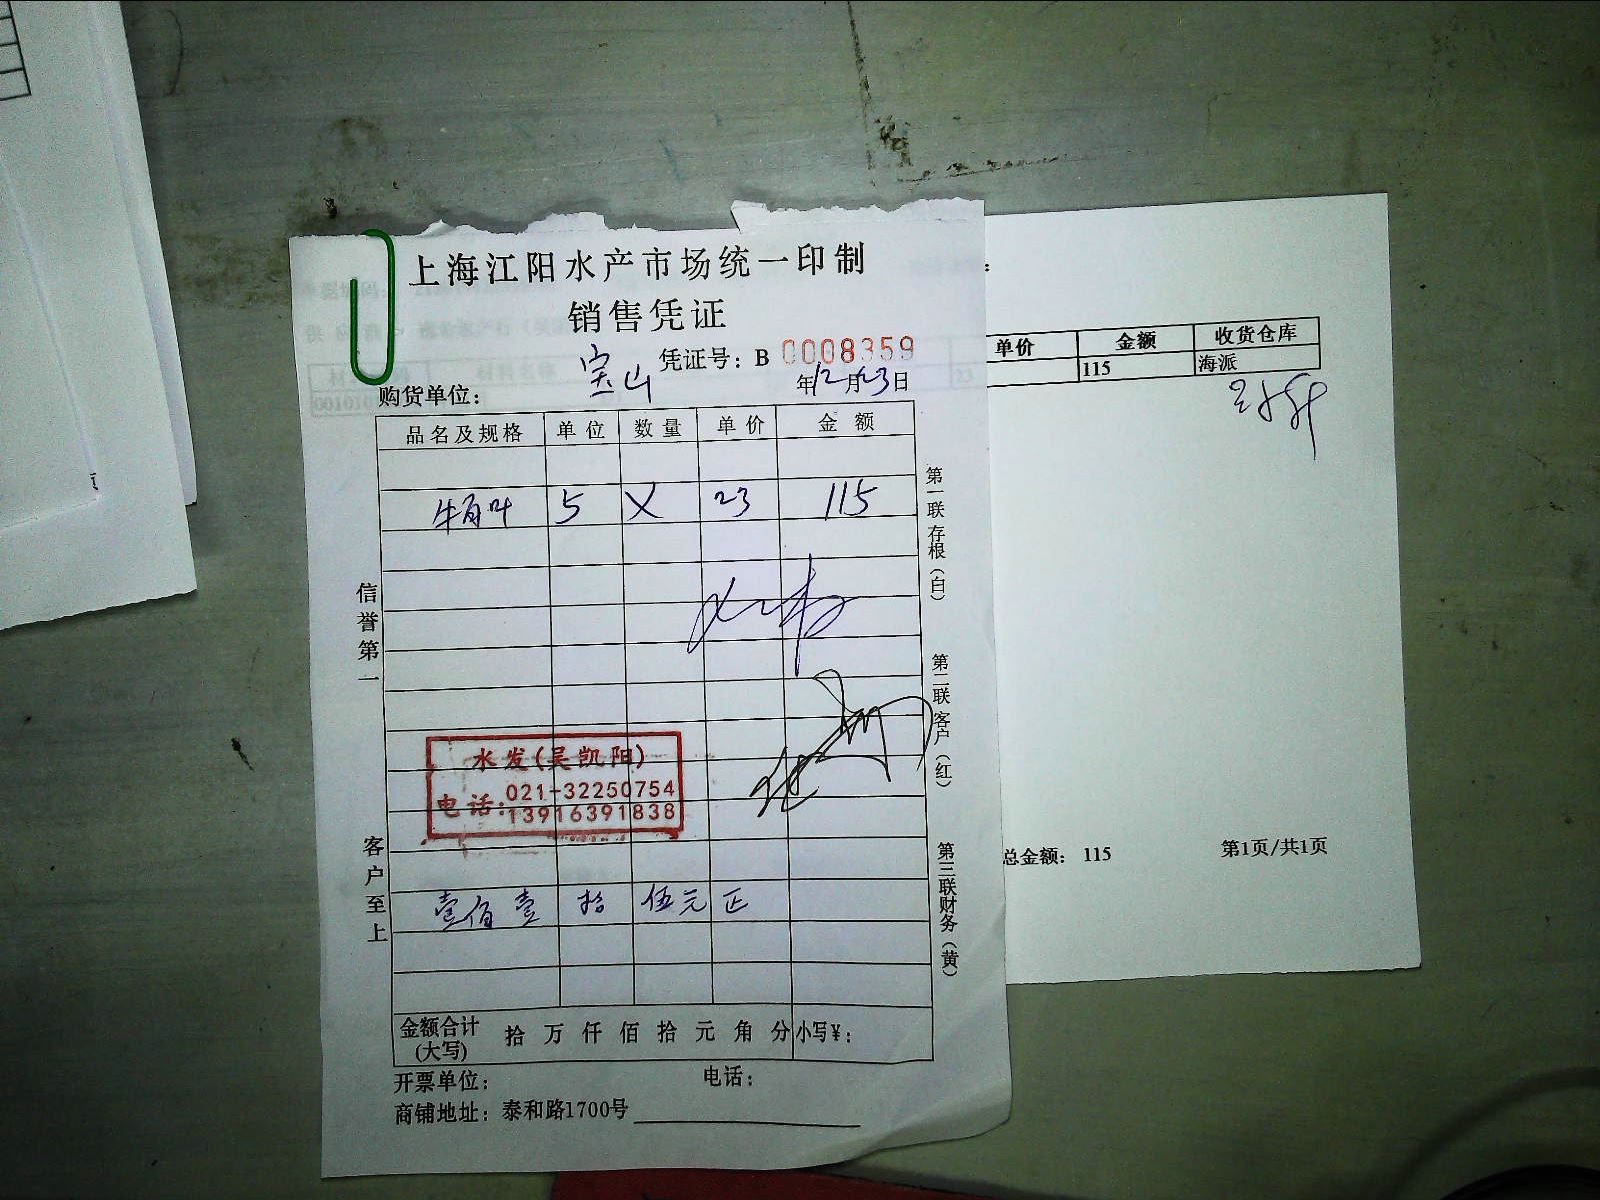 上海江阳水产市场统一印制
销售凭证
凭证号：B 0008359
宝山
年12月23日
购货单位：
品名及规格 单位 数量 单价 金额
牛百叶 5 X 23 115
信誉第一
客户至上
第一联存根（白）
第二联客户（红）
第三联财务（黄）
水发(吴凯阳)
电话：021-32250754
13916391838
壹佰壹拾伍元正
金额合计(大写) 拾万仟佰拾元角分 小写¥：
开票单位： 电话：
商铺地址：泰和路1700号
单价 金额 收货仓库
115 海派
总金额： 115 第1页/共1页